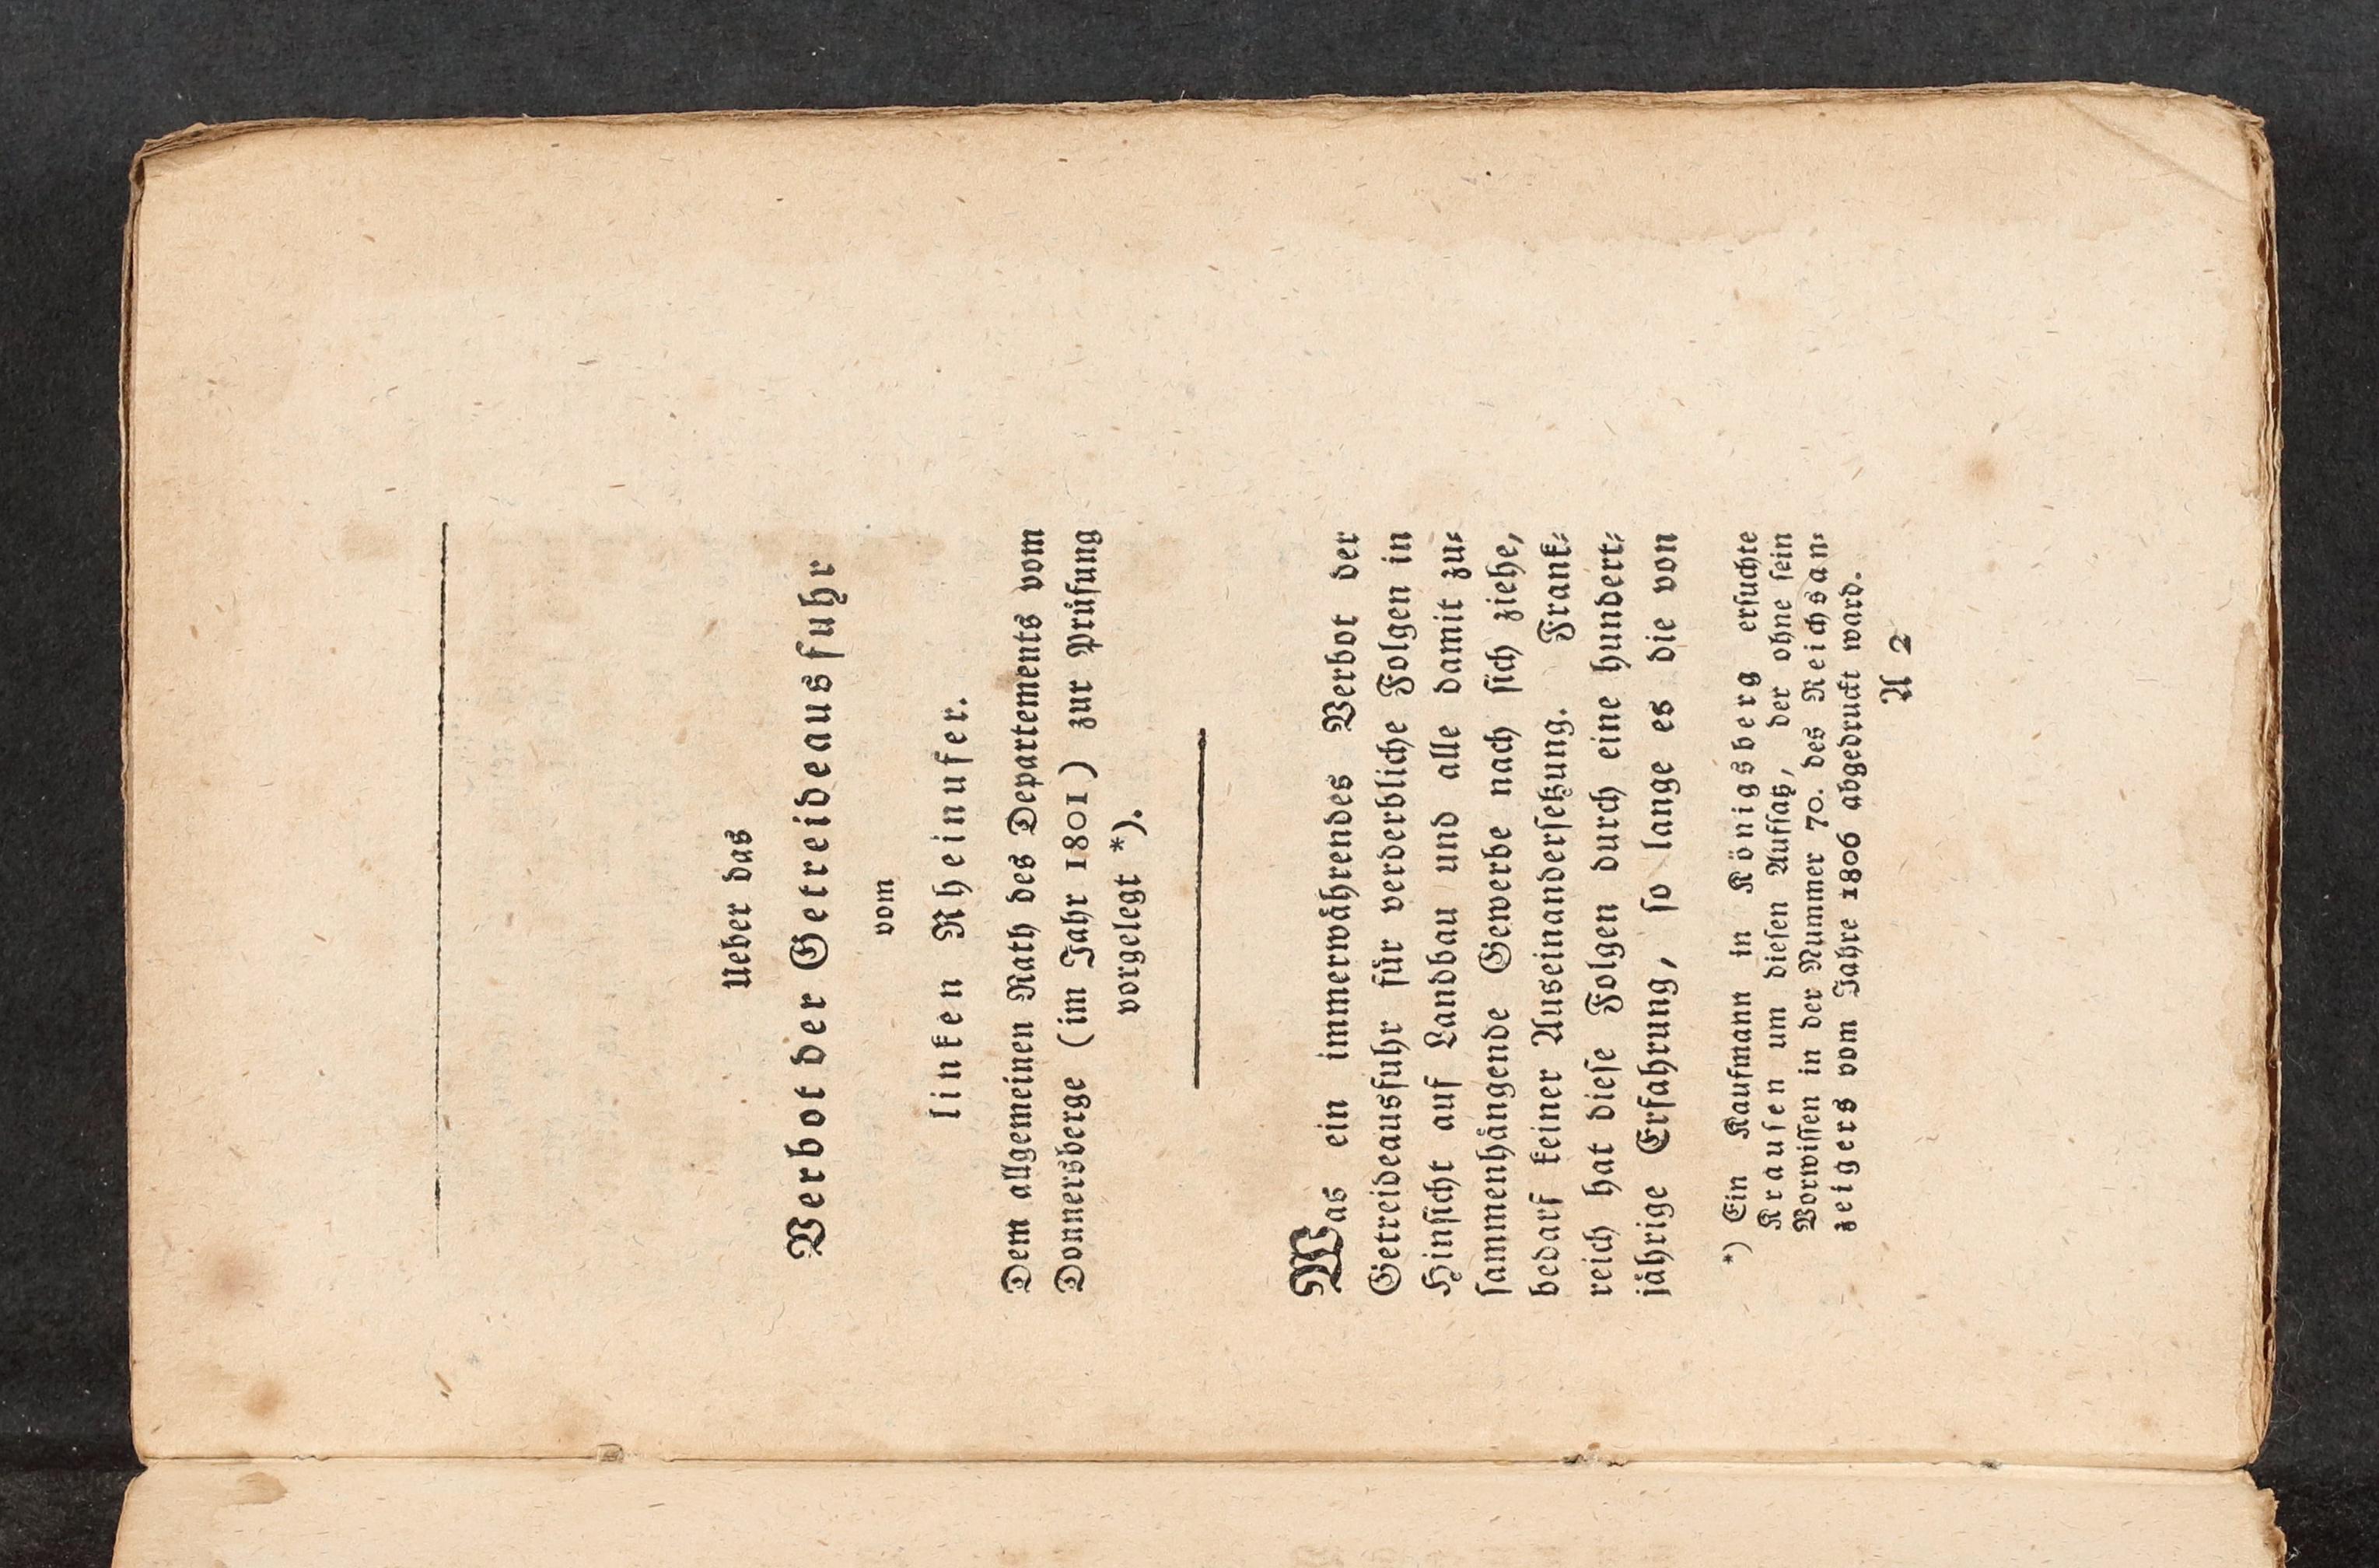 Ueber das
Verbot der Getreideausfuhr
vom
linken Rheinufer.
Dem allgemeinen Rath des Departements vom
Donnersberge (im Jahr 1801) zur Prüfung
vorgelegt *).
Was ein immerwährendes Verbot der
Getreideausfuhr für verderbliche Folgen in
Hinsicht auf Landbau und alle damit zu⸗
sammenhängende Gewerbe nach sich ziehe,
bedarf keiner Auseinandersetzung. Frank⸗
reich hat diese Folgen durch eine hundert⸗
jährige Erfahrung, so lange es die von
*) Ein Kaufmann in Königsberg ersuchte
Krausen um diesen Aufsatz, der ohne sein
Vorwissen in der Nummer 70. des Reichsan⸗
zeigers vom Jahre 1806 abgedruckt ward.
A 2